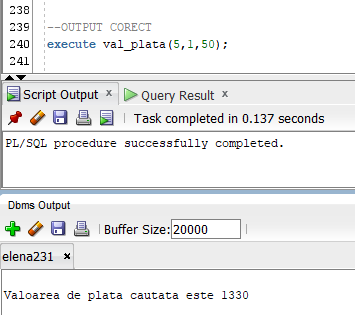 238
239 --OUTPUT CORECT
240 execute val_plata(5,1,50);
241
Script Output x Query Result x
Task completed in 0.137 seconds
PL/SQL procedure successfully completed.
Dbms Output
Buffer Size: 20000
elena231 x
Valoarea de plata cautata este 1330